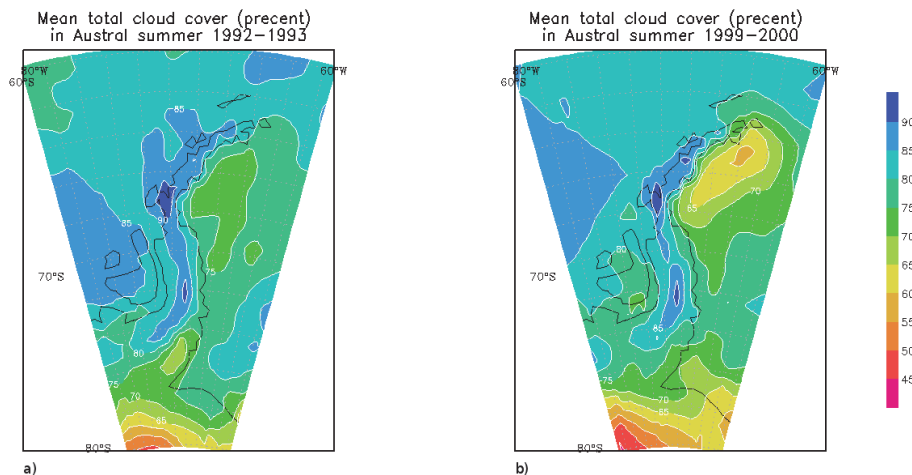 Mean total cloud cover (precent)
in Austral summer 1992-1993
80°W
60°W
60°S
85
90
85
75
70°S
80
75
70
65
80°S
a)
Mean total cloud cover (precent)
in Austral summer 1999-2000
80°W
60°W
60°S
70
65
80
70°S
85
75
70
65
80°S
b)
90
85
80
75
70
65
60
55
50
45